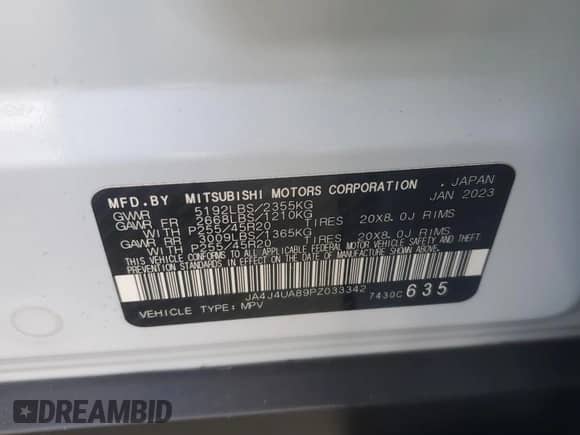 MFD.BY MITSUBISHI MOTORS CORPORATION . JAPAN
GVWR 5192LBS/2355KG JAN 2023
GAWR FR 2668LBS/1210KG
WITH P255/45R20 TIRES 20X8.0J RIMS
GAWR RR 3009LBS/1365KG
WITH P255/45R20 TIRES 20X8.0J RIMS
THIS VEHICLE CONFORMS TO ALL APPLICABLE FEDERAL MOTOR VEHICLE SAFETY AND THEFT
PREVENTION STANDARDS IN EFFECT ON THE DATE OF MANUFACTURE SHOWN ABOVE.
JA4J4UA89PZ033342 7430C 635
VEHICLE TYPE: MPV
DREAMBID